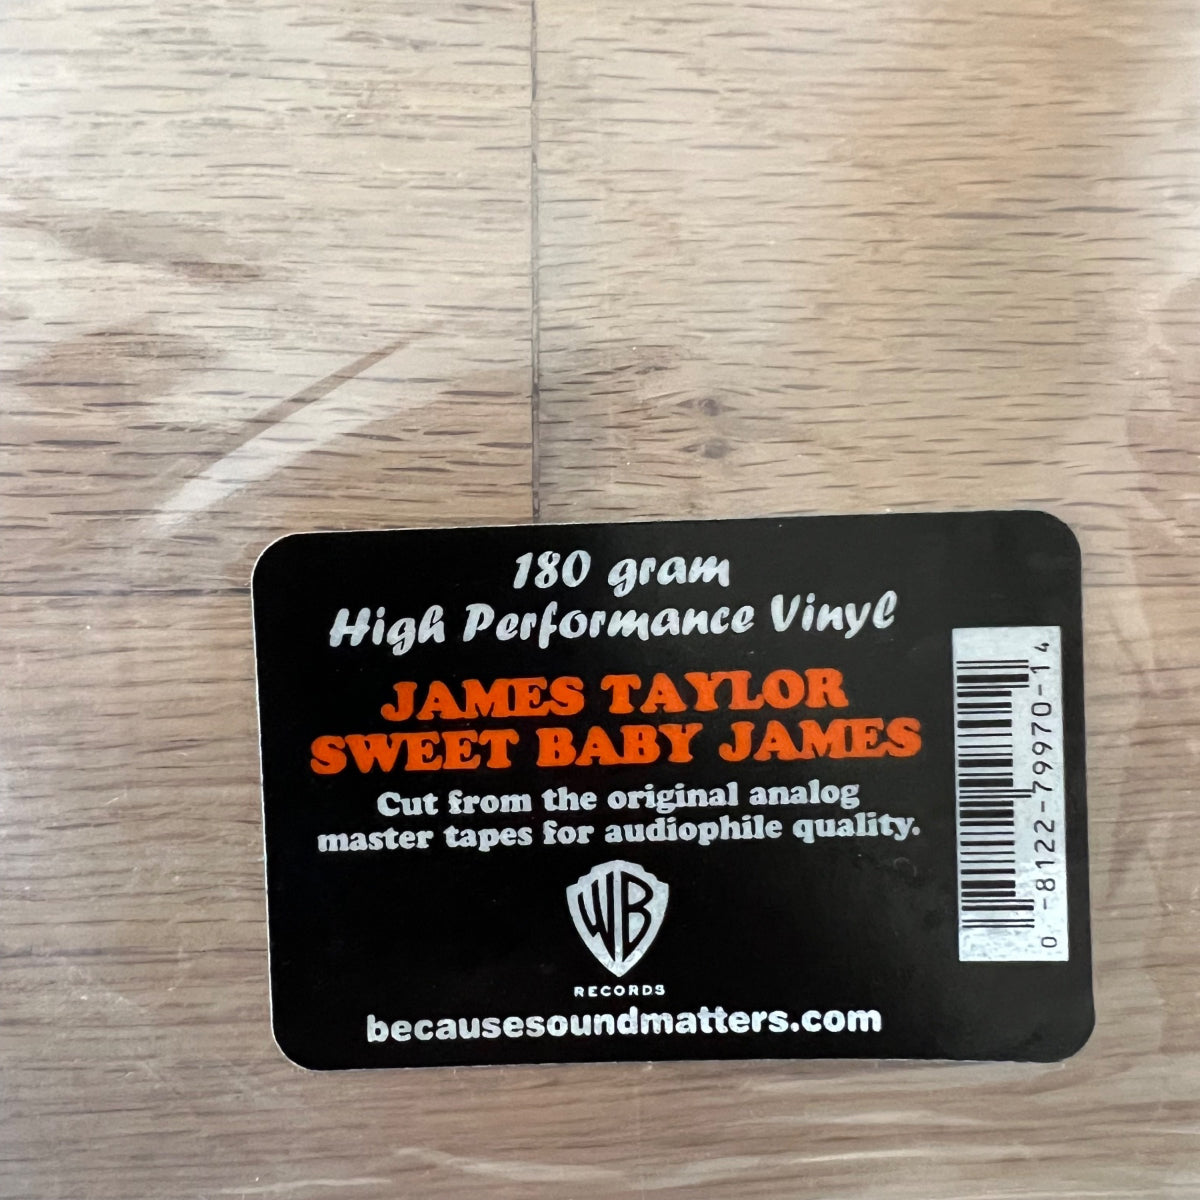 180 gram
High Performance Vinyl
JAMES TAYLOR
SWEET BABY JAMES
Cut from the original analog
master tapes for audiophile quality.
WB
RECORDS
becausesoundmatters.com
0 -8122-79970-1 4